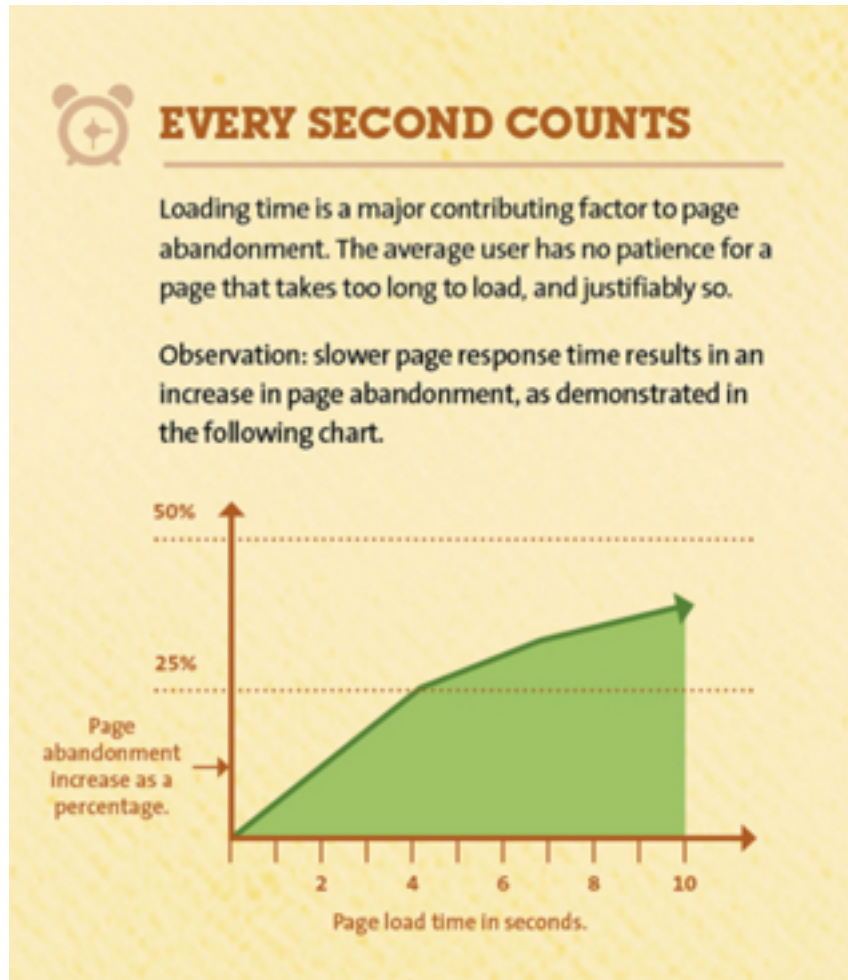 EVERY SECOND COUNTS
Loading time is a major contributing factor to page
abandonment. The average user has no patience for a
page that takes too long to load, and justifiably so.
Observation: slower page response time results in an
increase in page abandonment, as demonstrated in
the following chart.
50%
25%
Page
abandonment
increase as a
percentage.
2 4 6 8 10
Page load time in seconds.